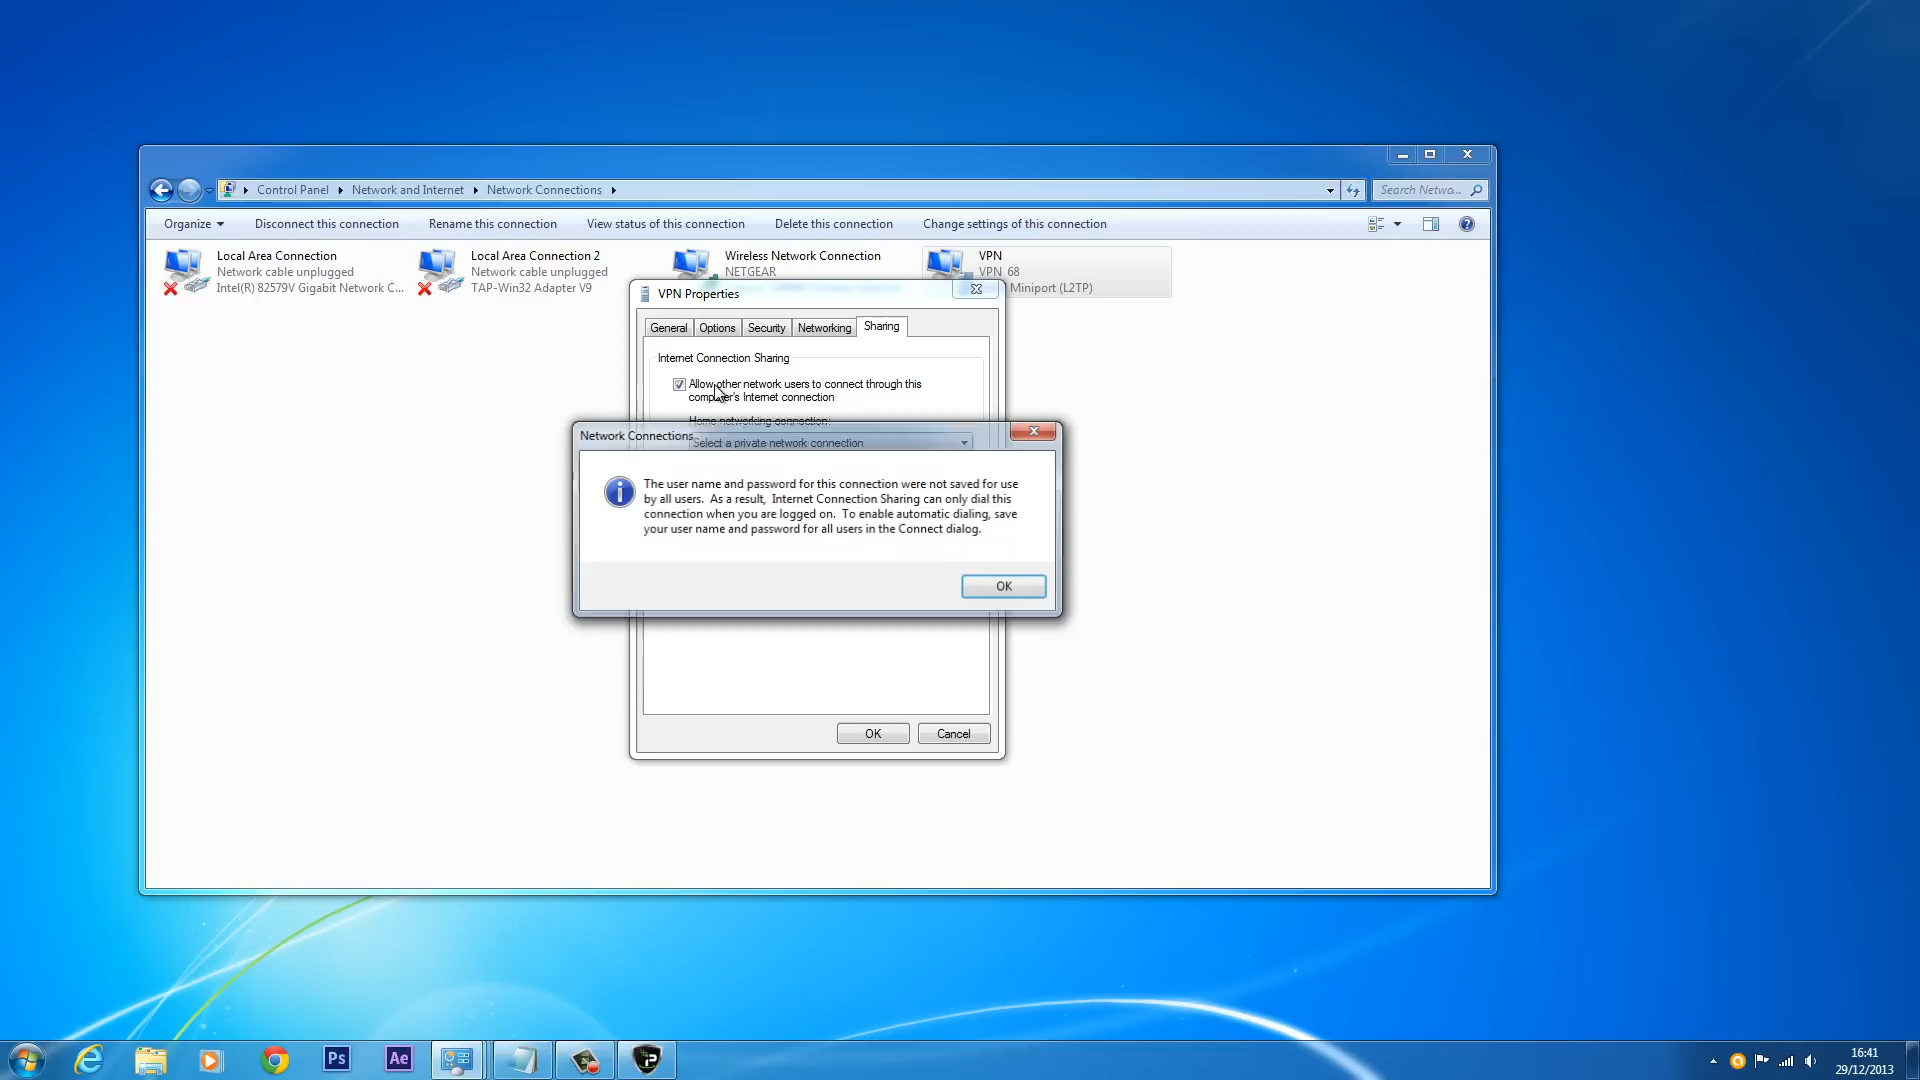 Control Panel Network and Internet Network Connections
Search Netwo...
Organize Disconnect this connection Rename this connection View status of this connection Delete this connection Change settings of this connection
Local Area Connection
Network cable unplugged
Intel(R) 82579V Gigabit Network C...
Local Area Connection 2
Network cable unplugged
TAP-Win32 Adapter V9
Wireless Network Connection
NETGEAR
VPN
VPN 68
Miniport (L2TP)
VPN Properties
General Options Security Networking Sharing
Internet Connection Sharing
Allow other network users to connect through this
computer's Internet connection
Home networking connection:
Select a private network connection
Network Connections
The user name and password for this connection were not saved for use
by all users. As a result, Internet Connection Sharing can only dial this
connection when you are logged on. To enable automatic dialing, save
your user name and password for all users in the Connect dialog.
OK
OK Cancel
Ps
Ae
16:41
29/12/2013